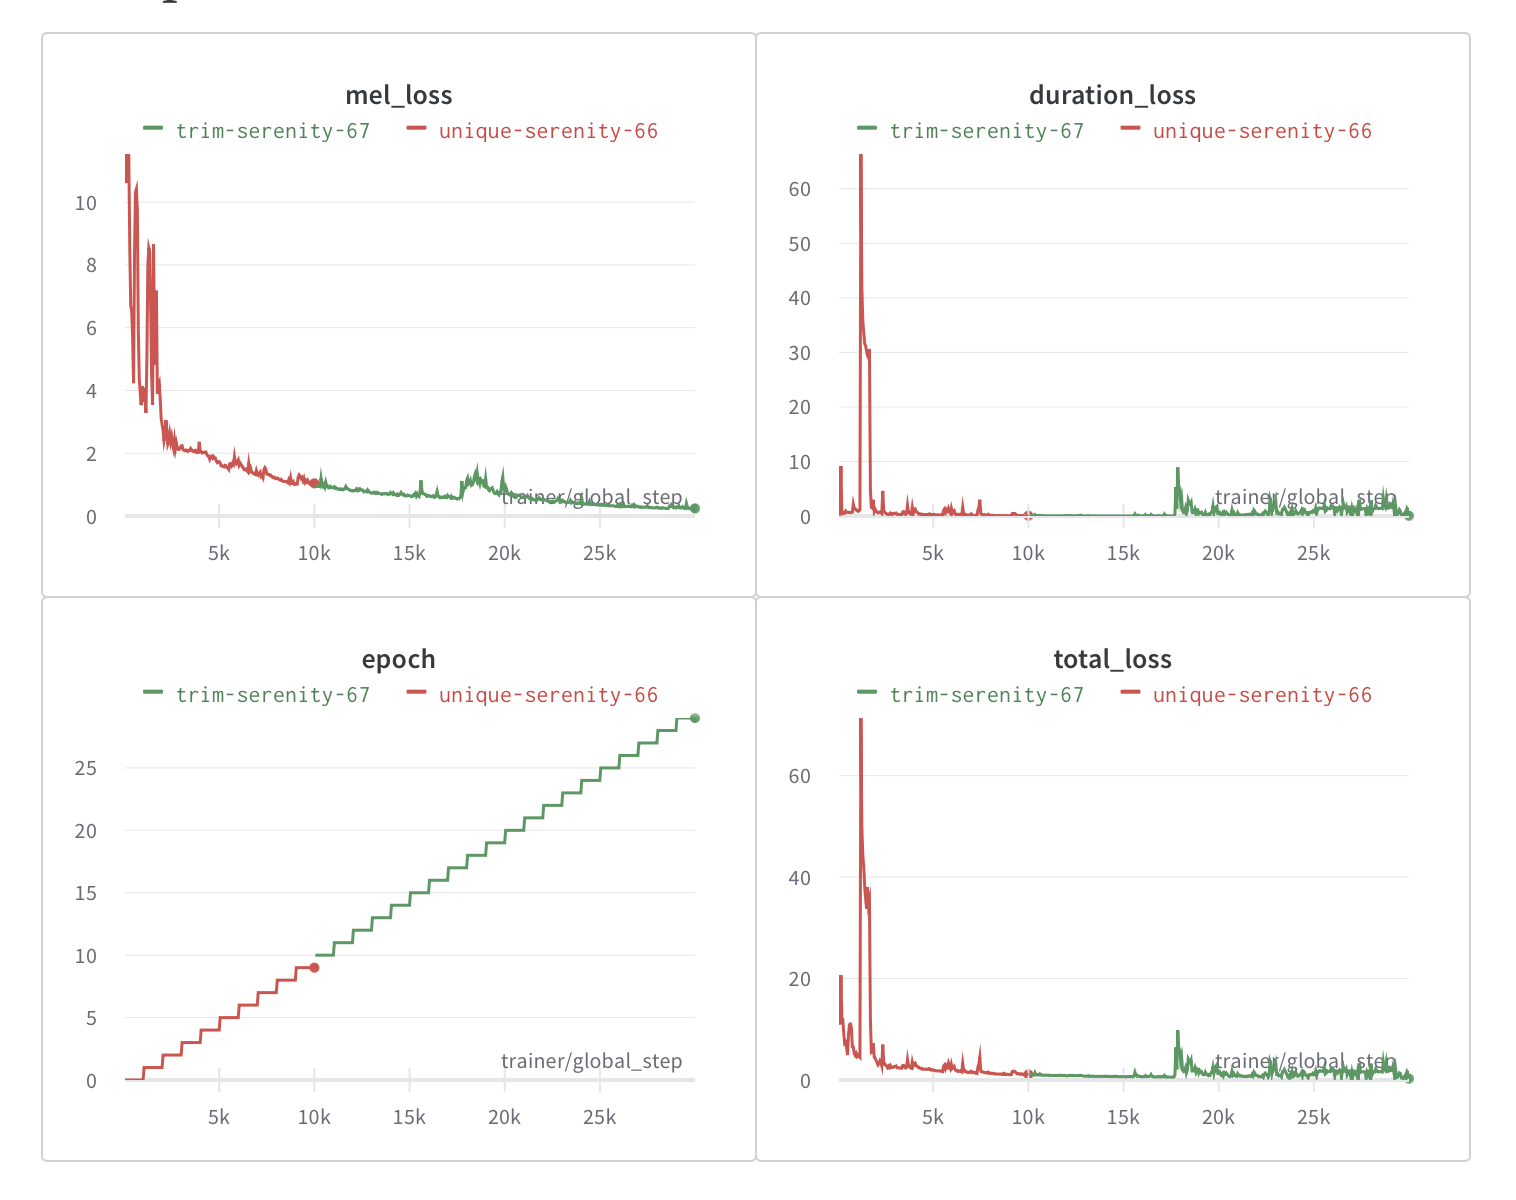 mel_loss
trim-serenity-67 unique-serenity-66
10
8
6
4
2
0
trainer/global_step
5k 10k 15k 20k 25k
duration_loss
trim-serenity-67 unique-serenity-66
60
50
40
30
20
10
0
trainer/global_step
5k 10k 15k 20k 25k
epoch
trim-serenity-67 unique-serenity-66
25
20
15
10
5
0
trainer/global_step
5k 10k 15k 20k 25k
total_loss
trim-serenity-67 unique-serenity-66
60
40
20
0
trainer/global_step
5k 10k 15k 20k 25k